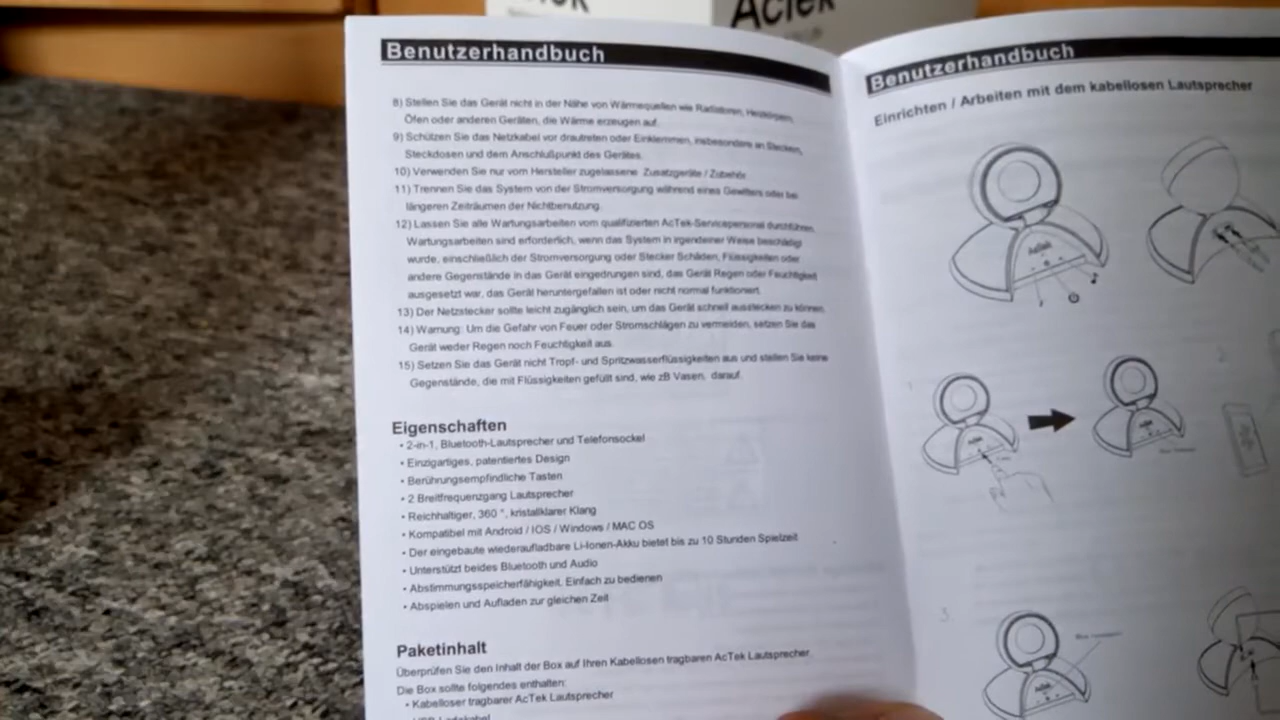 AcTek
Benutzerhandbuch
8) Stellen Sie das Gerät nicht in der Nähe von Wärmequellen wie Radiatoren, Heizkörpern,
Öfen oder anderen Geräten, die Wärme erzeugen auf.
9) Schützen Sie das Netzkabel vor drautreten oder Einklemmen, insbesondere an Stecken,
Steckdosen und dem Anschlußpunkt des Gerätes.
10) Verwenden Sie nur vom Hersteller zugelassene Zusatzgeräte / Zubehör
11) Trennen Sie das System von der Stromversorgung während eines Gewitters oder bei
längeren Zeiträumen der Nichtbenutzung.
12) Lassen Sie alle Wartungsarbeiten vom qualifizierten AcTek-Servicepersonal durchführen.
Wartungsarbeiten sind erforderlich, wenn das System in irgendeiner Weise beschädigt
wurde, einschließlich der Stromversorgung oder Stecker Schäden, Flüssigkeiten oder
andere Gegenstände in das Gerät eingedrungen sind, das Gerät Regen oder Feuchtigkeit
ausgesetzt war, das Gerät heruntergefallen ist oder nicht normal funktioniert.
13) Der Netzstecker sollte leicht zugänglich sein, um das Gerät schnell ausstecken zu können.
14) Warnung: Um die Gefahr von Feuer oder Stromschlägen zu vermeiden, setzen Sie das
Gerät weder Regen noch Feuchtigkeit aus.
15) Setzen Sie das Gerät nicht Tropf- und Spritzwasserflüssigkeiten aus und stellen Sie keine
Gegenstände, die mit Flüssigkeiten gefüllt sind, wie zB Vasen, darauf.
Eigenschaften
• 2-in-1, Bluetooth-Lautsprecher und Telefonsockel
• Einzigartiges, patentiertes Design
• Berührungsempfindliche Tasten
• 2 Breitfrequenzgang Lautsprecher
• Reichhaltiger, 360 °, kristallklarer Klang
• Kompatibel mit Android / IOS / Windows / MAC OS
• Der eingebaute wiederaufladbare Li-Ionen-Akku bietet bis zu 10 Stunden Spielzeit
• Unterstützt beides Bluetooth und Audio
• Abstimmungsspeicherfähigkeit, Einfach zu bedienen
• Abspielen und Aufladen zur gleichen Zeit
Paketinhalt
Überprüfen Sie den Inhalt der Box auf Ihren Kabellosen tragbaren AcTek Lautsprecher.
Die Box sollte folgendes enthalten:
• Kabelloser tragbarer AcTek Lautsprecher
Benutzerhandbuch
Einrichten / Arbeiten mit dem kabellosen Lautsprecher
AcTek
1.
AcTek
AcTek
3.
AcTek